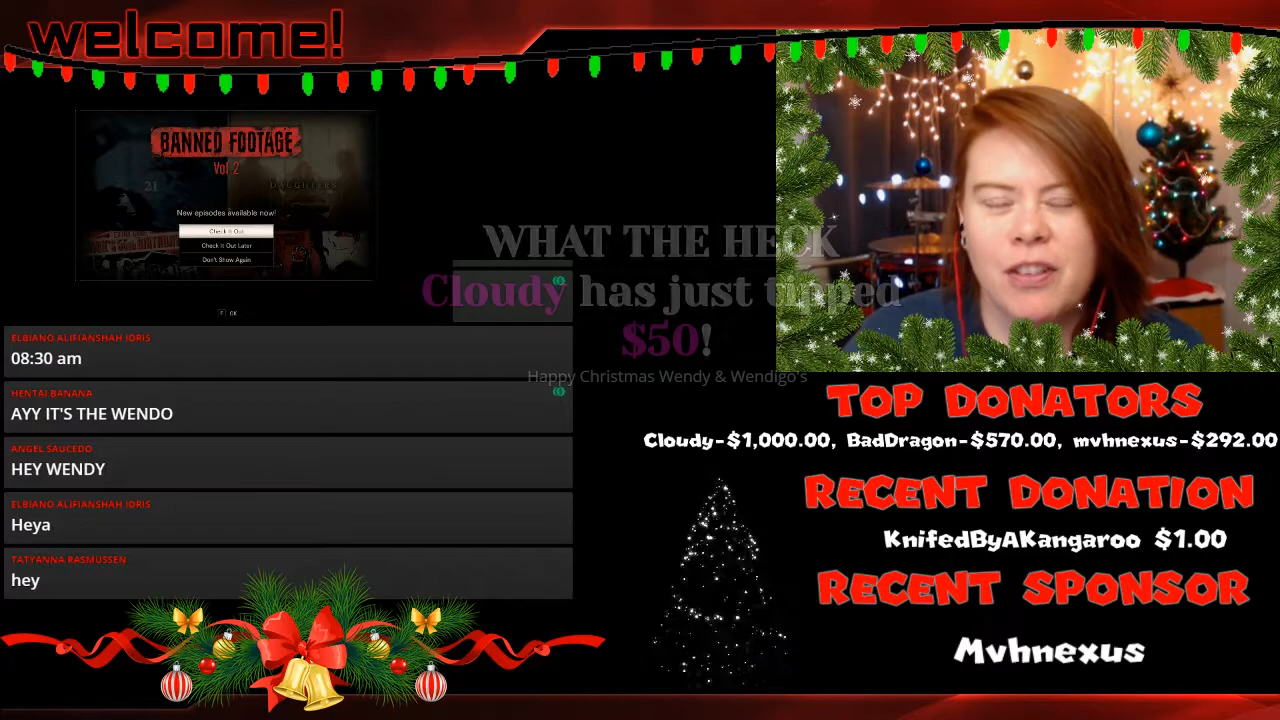 welcome!
BANNED FOOTAGE
Vol 2
21
DAUGHTERS
New episodes available now!
Check It Out
Check It Out Later
Don't Show Again
F OK
WHAT THE HECK
Cloudy has just tipped
$50!
Happy Christmas Wendy & Wendigo's
ELBIANO ALIFIANSHAH IDRIS
08:30 am
HENTAI BANANA
AYY IT'S THE WENDO
ANGEL SAUCEDO
HEY WENDY
ELBIANO ALIFIANSHAH IDRIS
Heya
TATYANNA RASMUSSEN
hey
TOP DONATORS
Cloudy-$1,000.00, BadDragon-$570.00, mvhnexus-$292.00
RECENT DONATION
KnifedByAKangaroo $1.00
RECENT SPONSOR
Mvhnexus